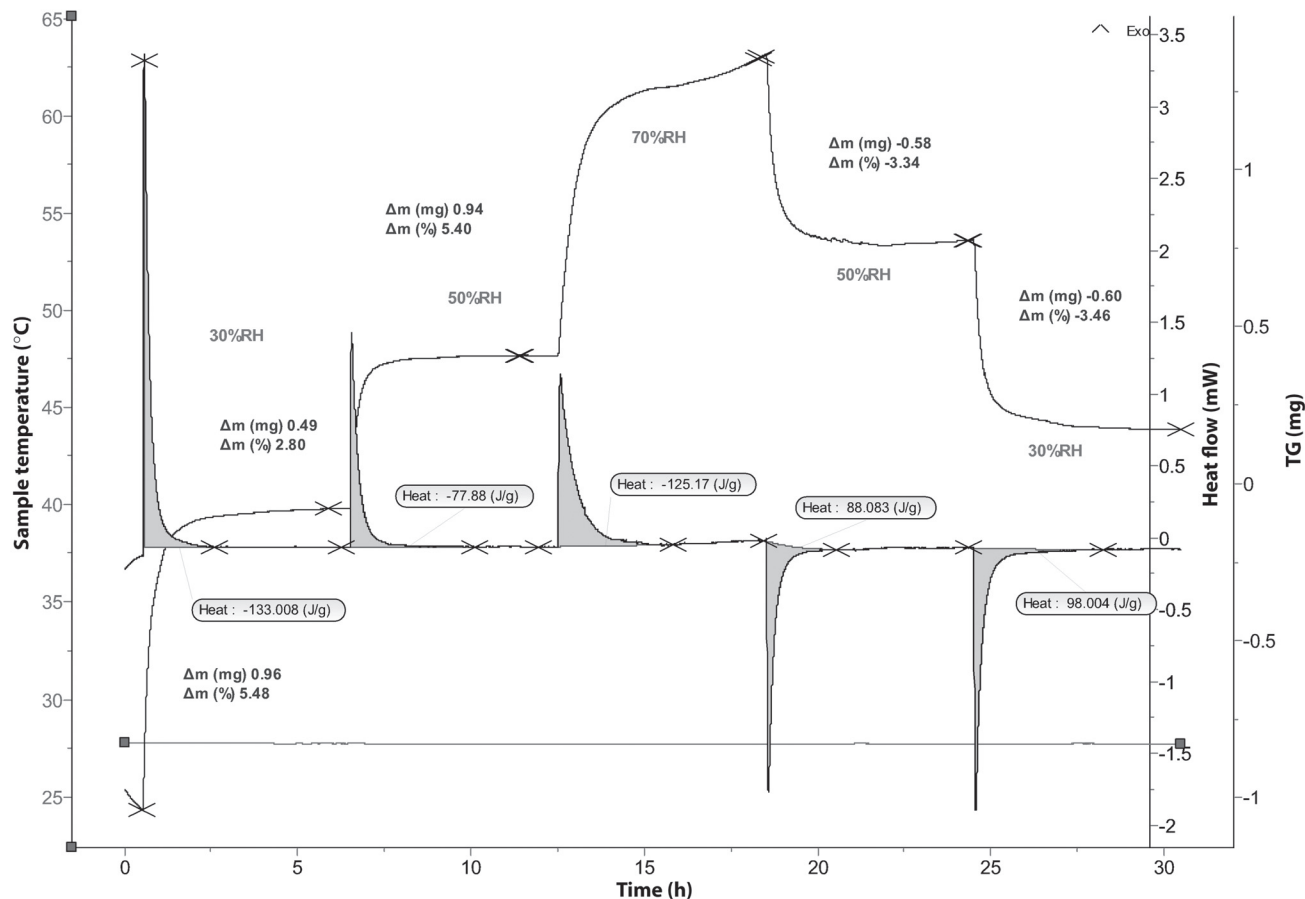 65
60
55
50
45
40
35
30
25
Sample temperature (°C)
Exo
3.5
3
2.5
2
1.5
1
0.5
0
-0.5
-1
-1.5
-2
Heat flow (mW)
1
0.5
0
-0.5
-1
TG (mg)
70%RH
Δm (mg) -0.58
Δm (%) -3.34
Δm (mg) 0.94
Δm (%) 5.40
50%RH
50%RH
Δm (mg) -0.60
Δm (%) -3.46
30%RH
Δm (mg) 0.49
Δm (%) 2.80
30%RH
Heat : -77.88 (J/g)
Heat : -125.17 (J/g)
Heat : 88.083 (J/g)
Heat : -133.008 (J/g)
Heat : 98.004 (J/g)
Δm (mg) 0.96
Δm (%) 5.48
0
5
10
15
20
25
30
Time (h)